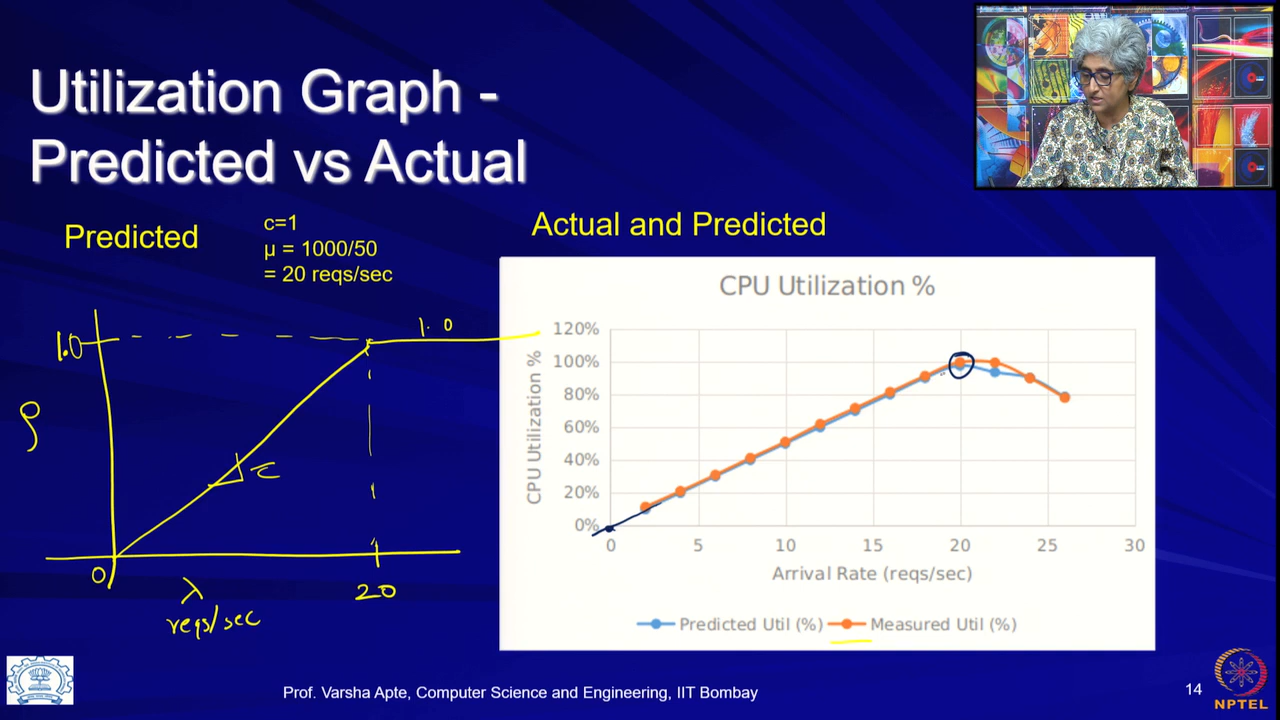 Utilization Graph -
Predicted vs Actual
Predicted
c=1
μ = 1000/50
= 20 reqs/sec
1.0
1.0
ρ
τ
0
λ
reqs/sec
20
Actual and Predicted
CPU Utilization %
CPU Utilization %
120%
100%
80%
60%
40%
20%
0%
0 5 10 15 20 25 30
Arrival Rate (reqs/sec)
Predicted Util (%) Measured Util (%)
Prof. Varsha Apte, Computer Science and Engineering, IIT Bombay
14
NPTEL